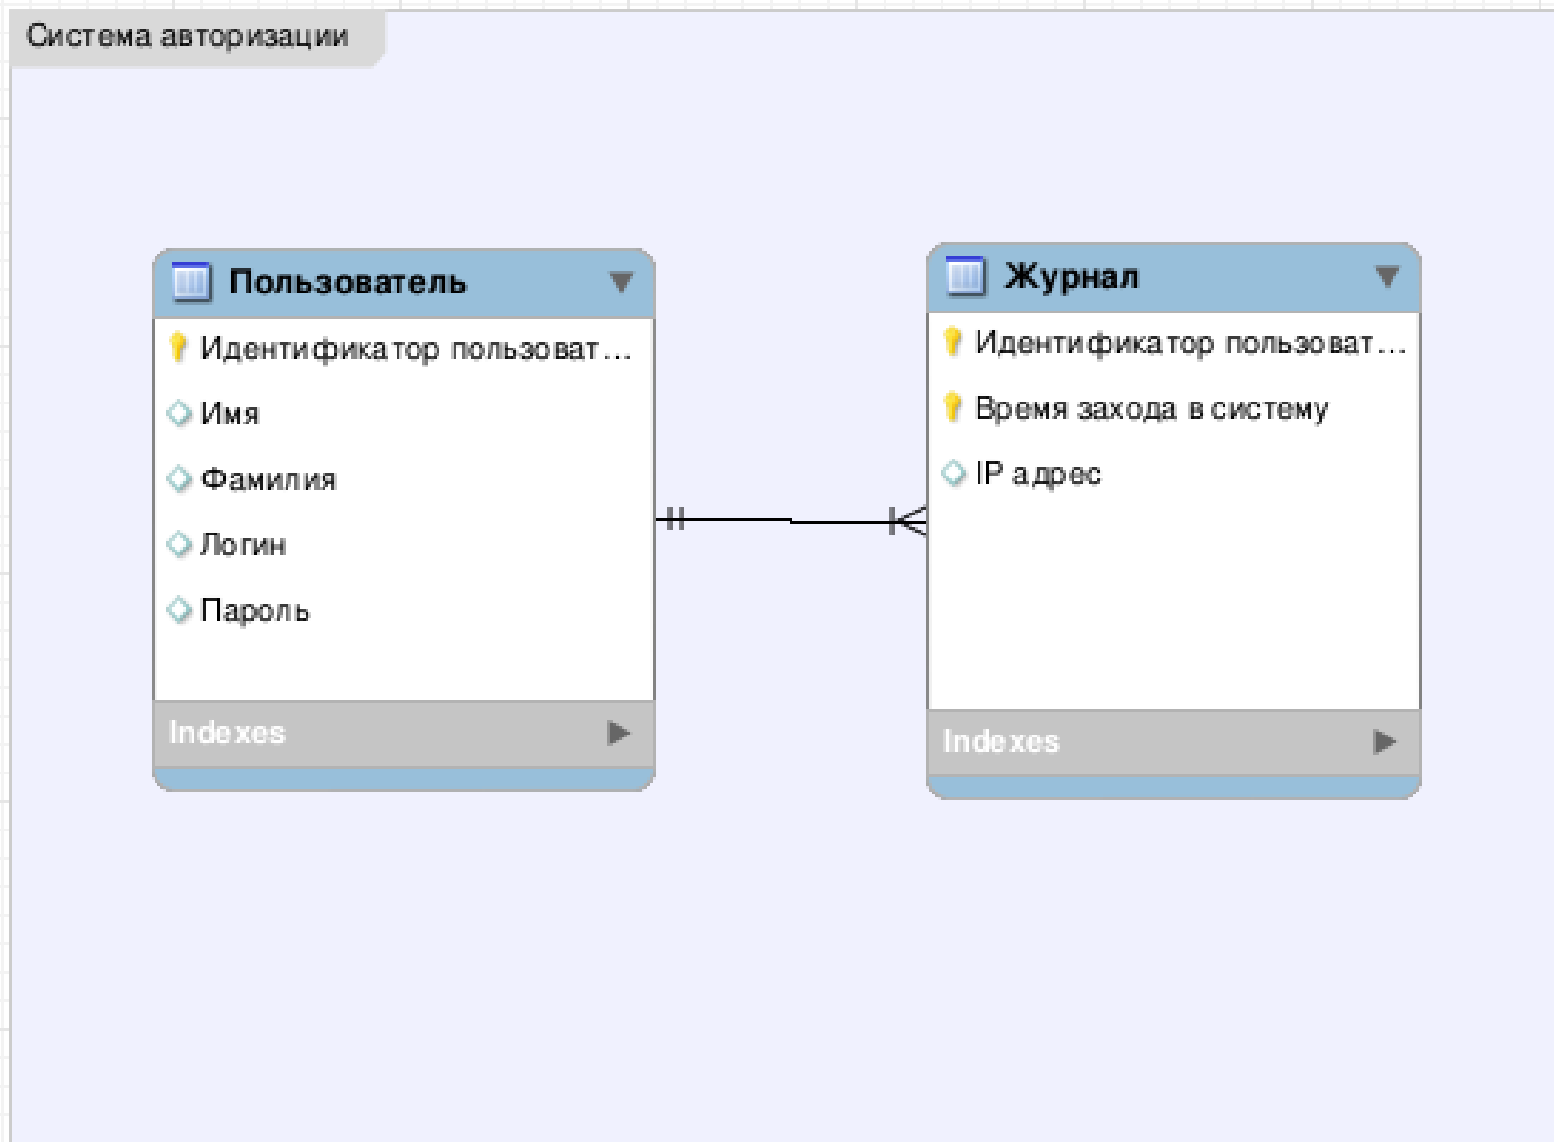 Система авторизации
Пользователь
Идентификатор пользоват...
Имя
Фамилия
Логин
Пароль
Indexes
Журнал
Идентификатор пользоват...
Время захода в систему
IP адрес
Indexes